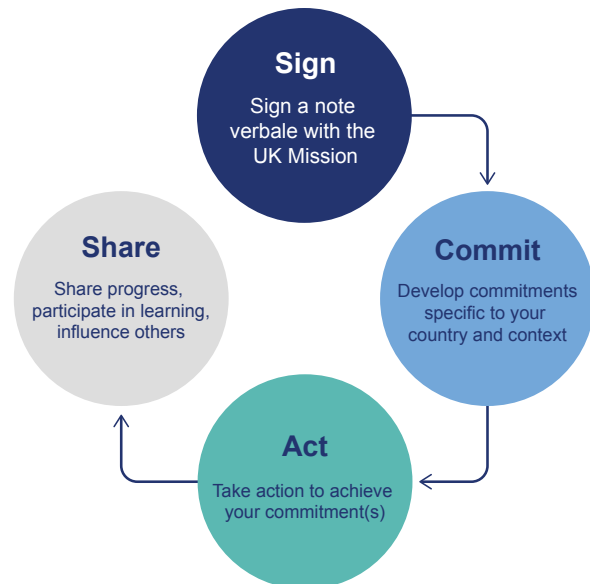 Sign
Sign a note
verbale with the
UK Mission
Commit
Develop commitments
specific to your
country and context
Act
Take action to achieve
your commitment(s)
Share
Share progress,
participate in learning,
influence others